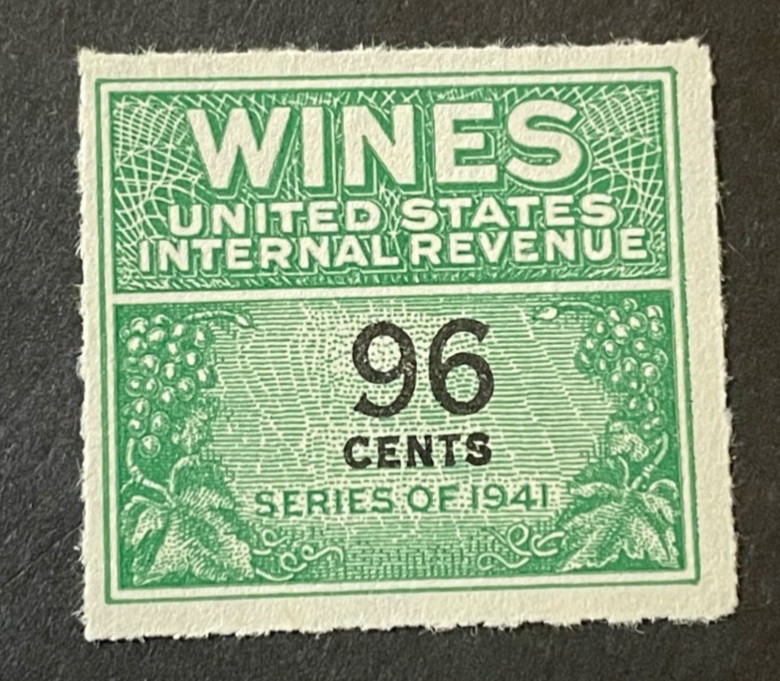 WINES
UNITED STATES
INTERNAL REVENUE
96
CENTS
SERIES OF 1941